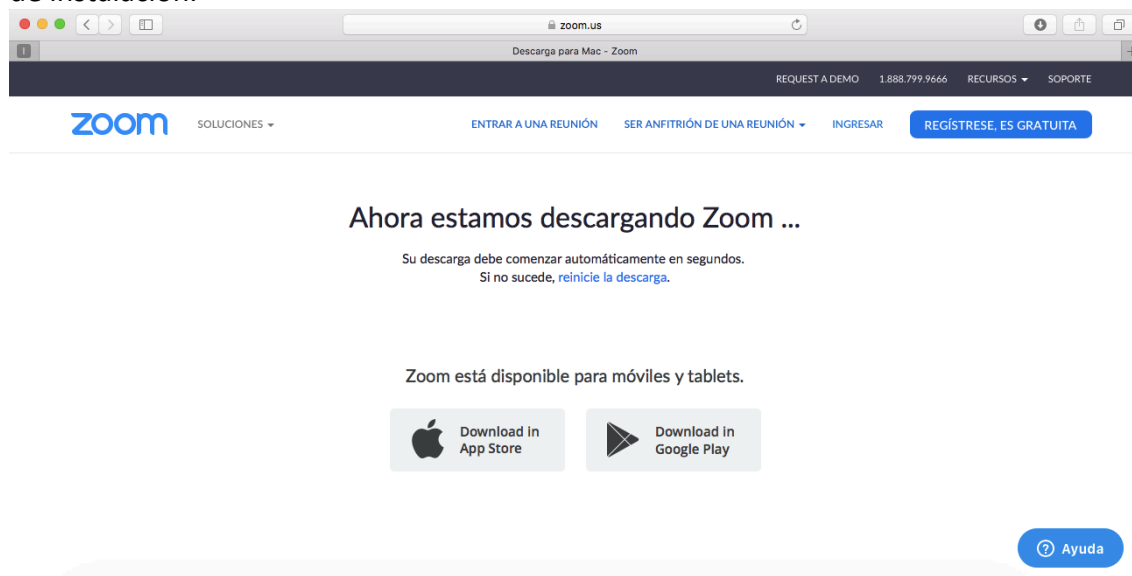 de instalación.
zoom.us
Descarga para Mac - Zoom
REQUEST A DEMO 1.888.799.9666 RECURSOS SOPORTE
zoom SOLUCIONES ENTRAR A UNA REUNIÓN SER ANFITRIÓN DE UNA REUNIÓN INGRESAR REGÍSTRESE, ES GRATUITA
Ahora estamos descargando Zoom ...
Su descarga debe comenzar automáticamente en segundos.
Si no sucede, reinicie la descarga.
Zoom está disponible para móviles y tablets.
Download in
App Store
Download in
Google Play
Ayuda